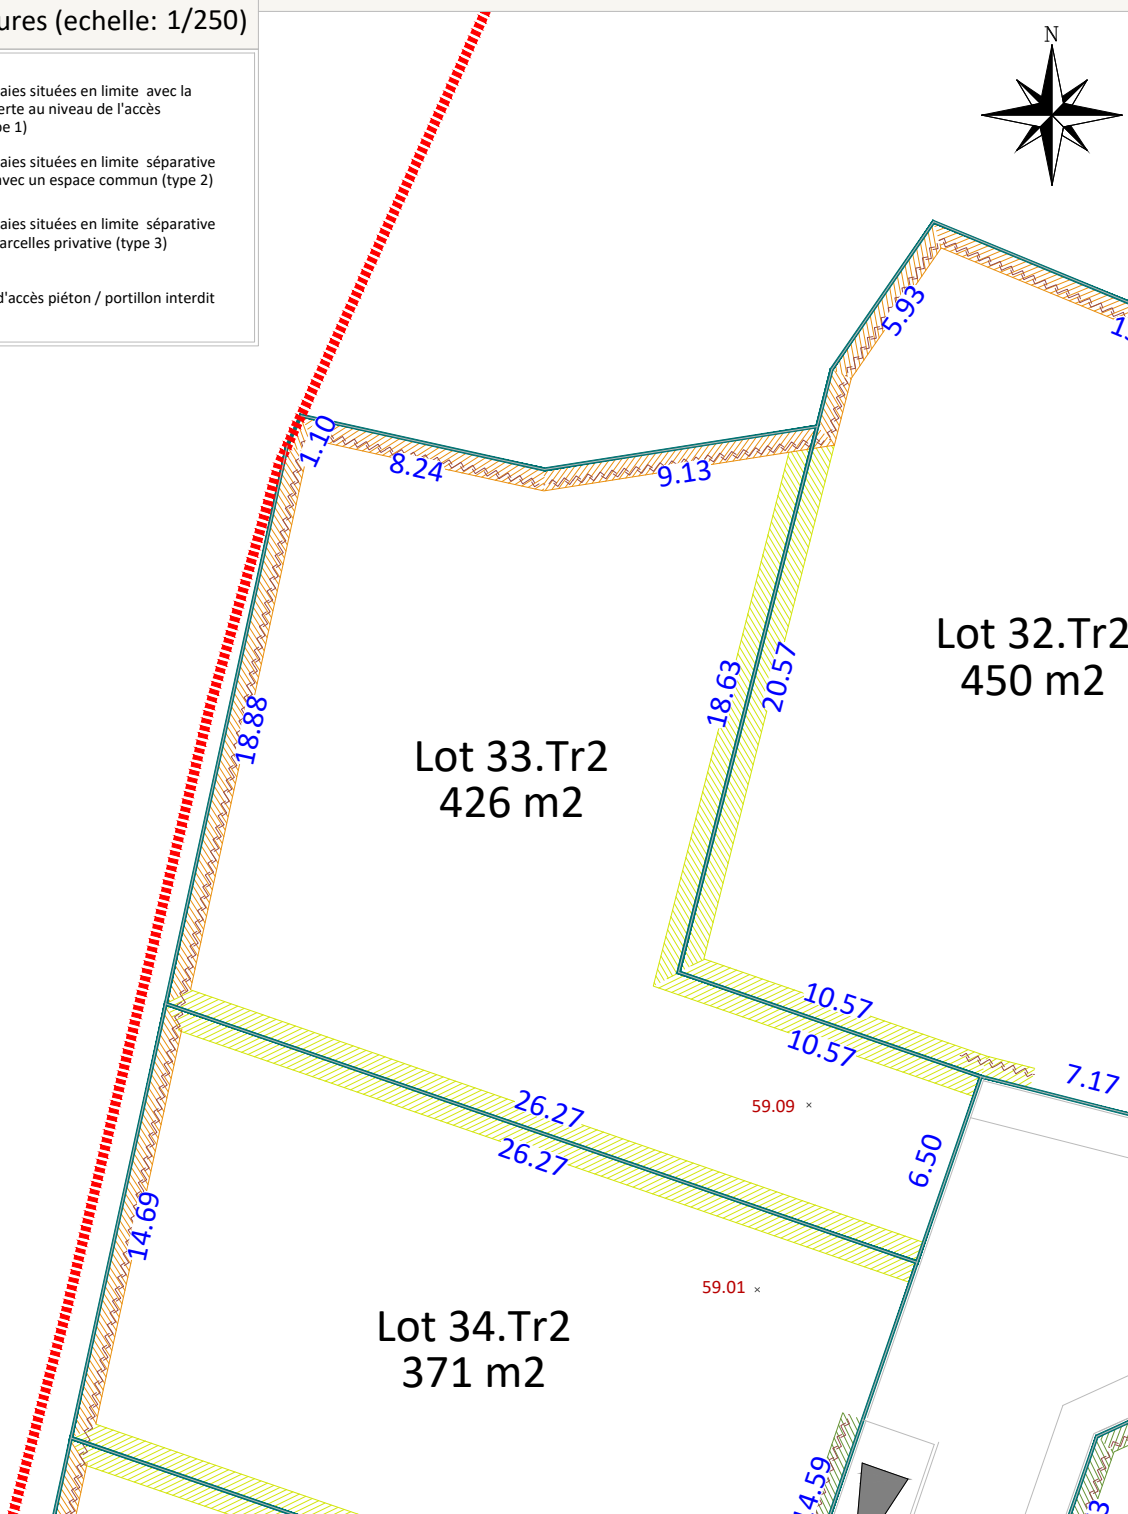 ures (echelle: 1/250)
aies situées en limite avec la
erte au niveau de l'accès
e 1)
aies situées en limite séparative
avec un espace commun (type 2)
aies situées en limite séparative
arcelles privative (type 3)
d'accès piéton / portillon interdit
N
5.93
1.10
8.24
9.13
Lot 32.Tr2
450 m2
18.63
20.57
18.88
Lot 33.Tr2
426 m2
10.57
10.57
7.17
59.09
26.27
26.27
6.50
14.69
59.01
Lot 34.Tr2
371 m2
4.59
3